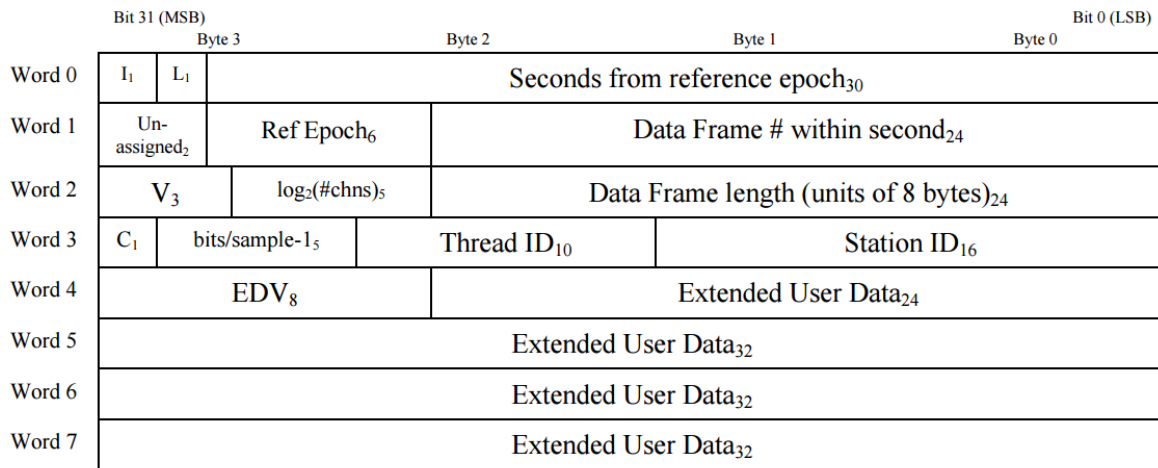 Bit 31 (MSB) Bit 0 (LSB)
Byte 3 Byte 2 Byte 1 Byte 0
Word 0 I₁ L₁ Seconds from reference epoch₃₀
Word 1 Un-
assigned₂ Ref Epoch₆ Data Frame # within second₂₄
Word 2 V₃ log₂(#chns)₅ Data Frame length (units of 8 bytes)₂₄
Word 3 C₁ bits/sample-1₅ Thread ID₁₀ Station ID₁₆
Word 4 EDV₈ Extended User Data₂₄
Word 5 Extended User Data₃₂
Word 6 Extended User Data₃₂
Word 7 Extended User Data₃₂